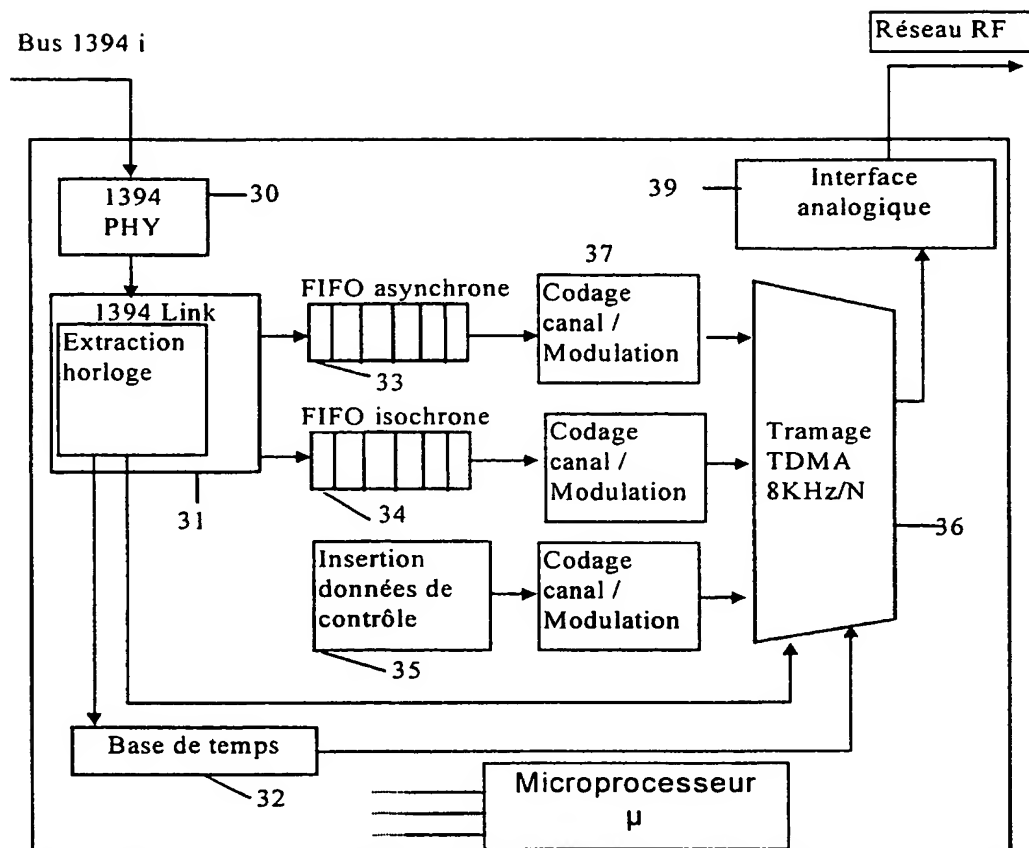 Bus 1394 i
Réseau RF
1394
PHY
30
39
Interface
analogique
1394 Link
Extraction
horloge
31
FIFO asynchrone
33
37
Codage
canal /
Modulation
FIFO isochrone
34
Codage
canal /
Modulation
Tramage
TDMA
8KHz/N
36
Insertion
données de
contrôle
35
Codage
canal /
Modulation
Base de temps
32
Microprocesseur
µ